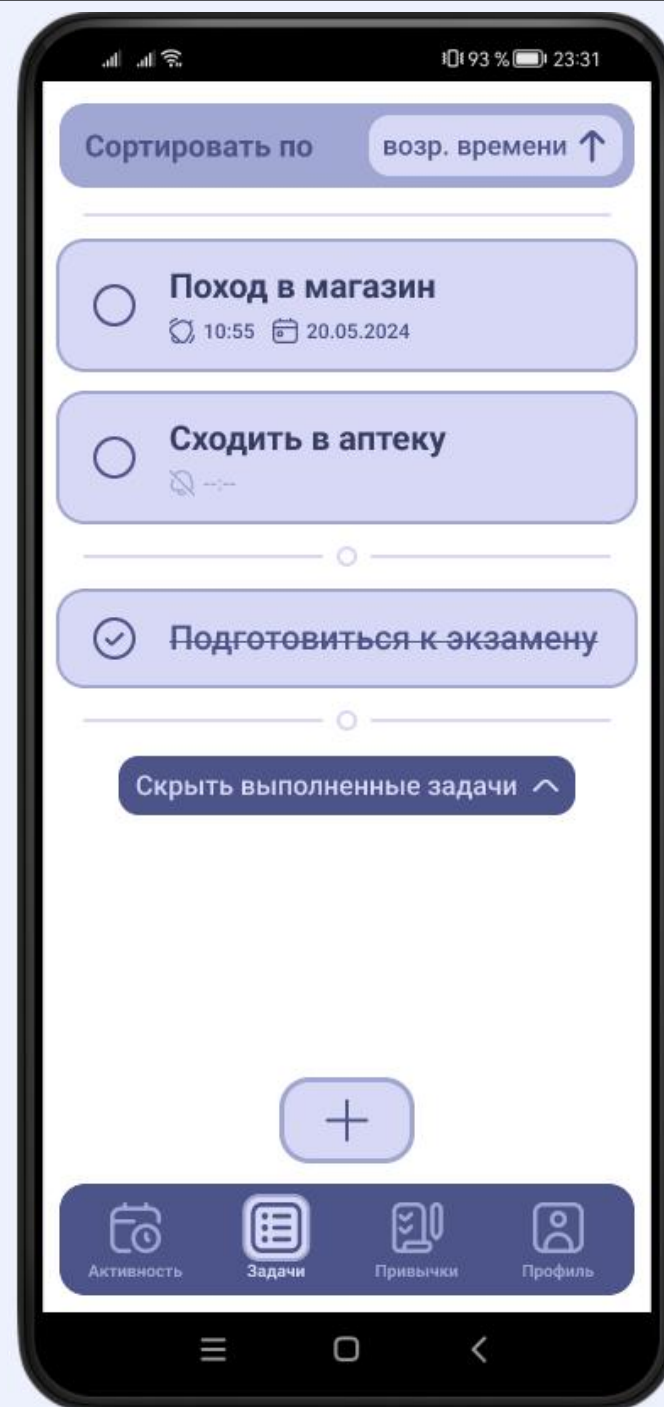 93 % 23:31
Сортировать по возр. времени
Поход в магазин
10:55 20.05.2024
Сходить в аптеку
--:--
Подготовиться к экзамену
Скрыть выполненные задачи
Активность Задачи Привычки Профиль